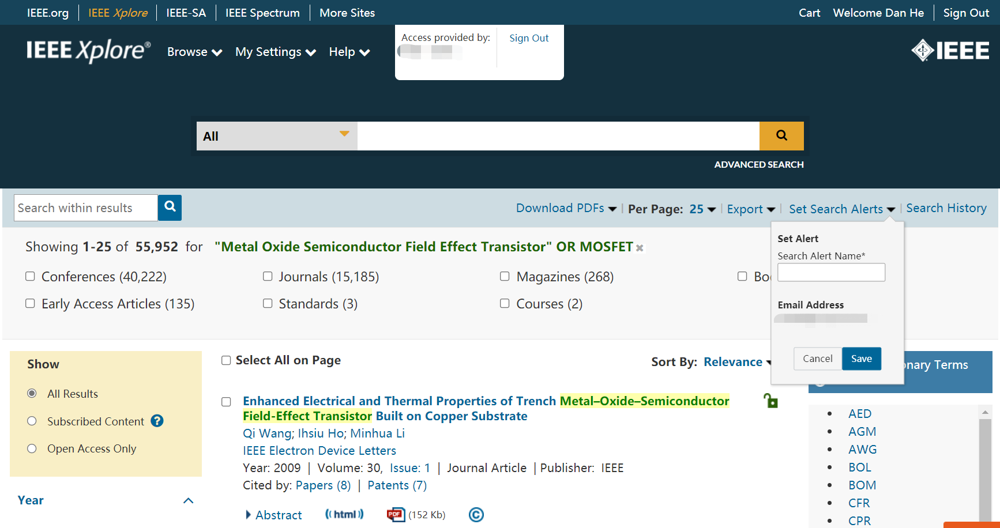 IEEE.org IEEE Xplore IEEE-SA IEEE Spectrum More Sites Cart Welcome Dan He Sign Out
IEEE Xplore® Browse My Settings Help Access provided by: Sign Out IEEE
All
ADVANCED SEARCH
Search within results Download PDFs Per Page: 25 Export Set Search Alerts Search History
Showing 1-25 of 55,952 for "Metal Oxide Semiconductor Field Effect Transistor" OR MOSFET
Conferences (40,222) Journals (15,185) Magazines (268)
Early Access Articles (135) Standards (3) Courses (2)
Set Alert
Search Alert Name*
Email Address
Cancel Save
Show
All Results
Subscribed Content ?
Open Access Only
Year
Select All on Page Sort By: Relevance
Enhanced Electrical and Thermal Properties of Trench Metal–Oxide–Semiconductor
Field-Effect Transistor Built on Copper Substrate
Qi Wang; Ihsiu Ho; Minhua Li
IEEE Electron Device Letters
Year: 2009 | Volume: 30, Issue: 1 | Journal Article | Publisher: IEEE
Cited by: Papers (8) | Patents (7)
Abstract ((html)) PDF (152 Kb) ©
Terms
AED
AGM
AWG
BOL
BOM
CFR
CPR